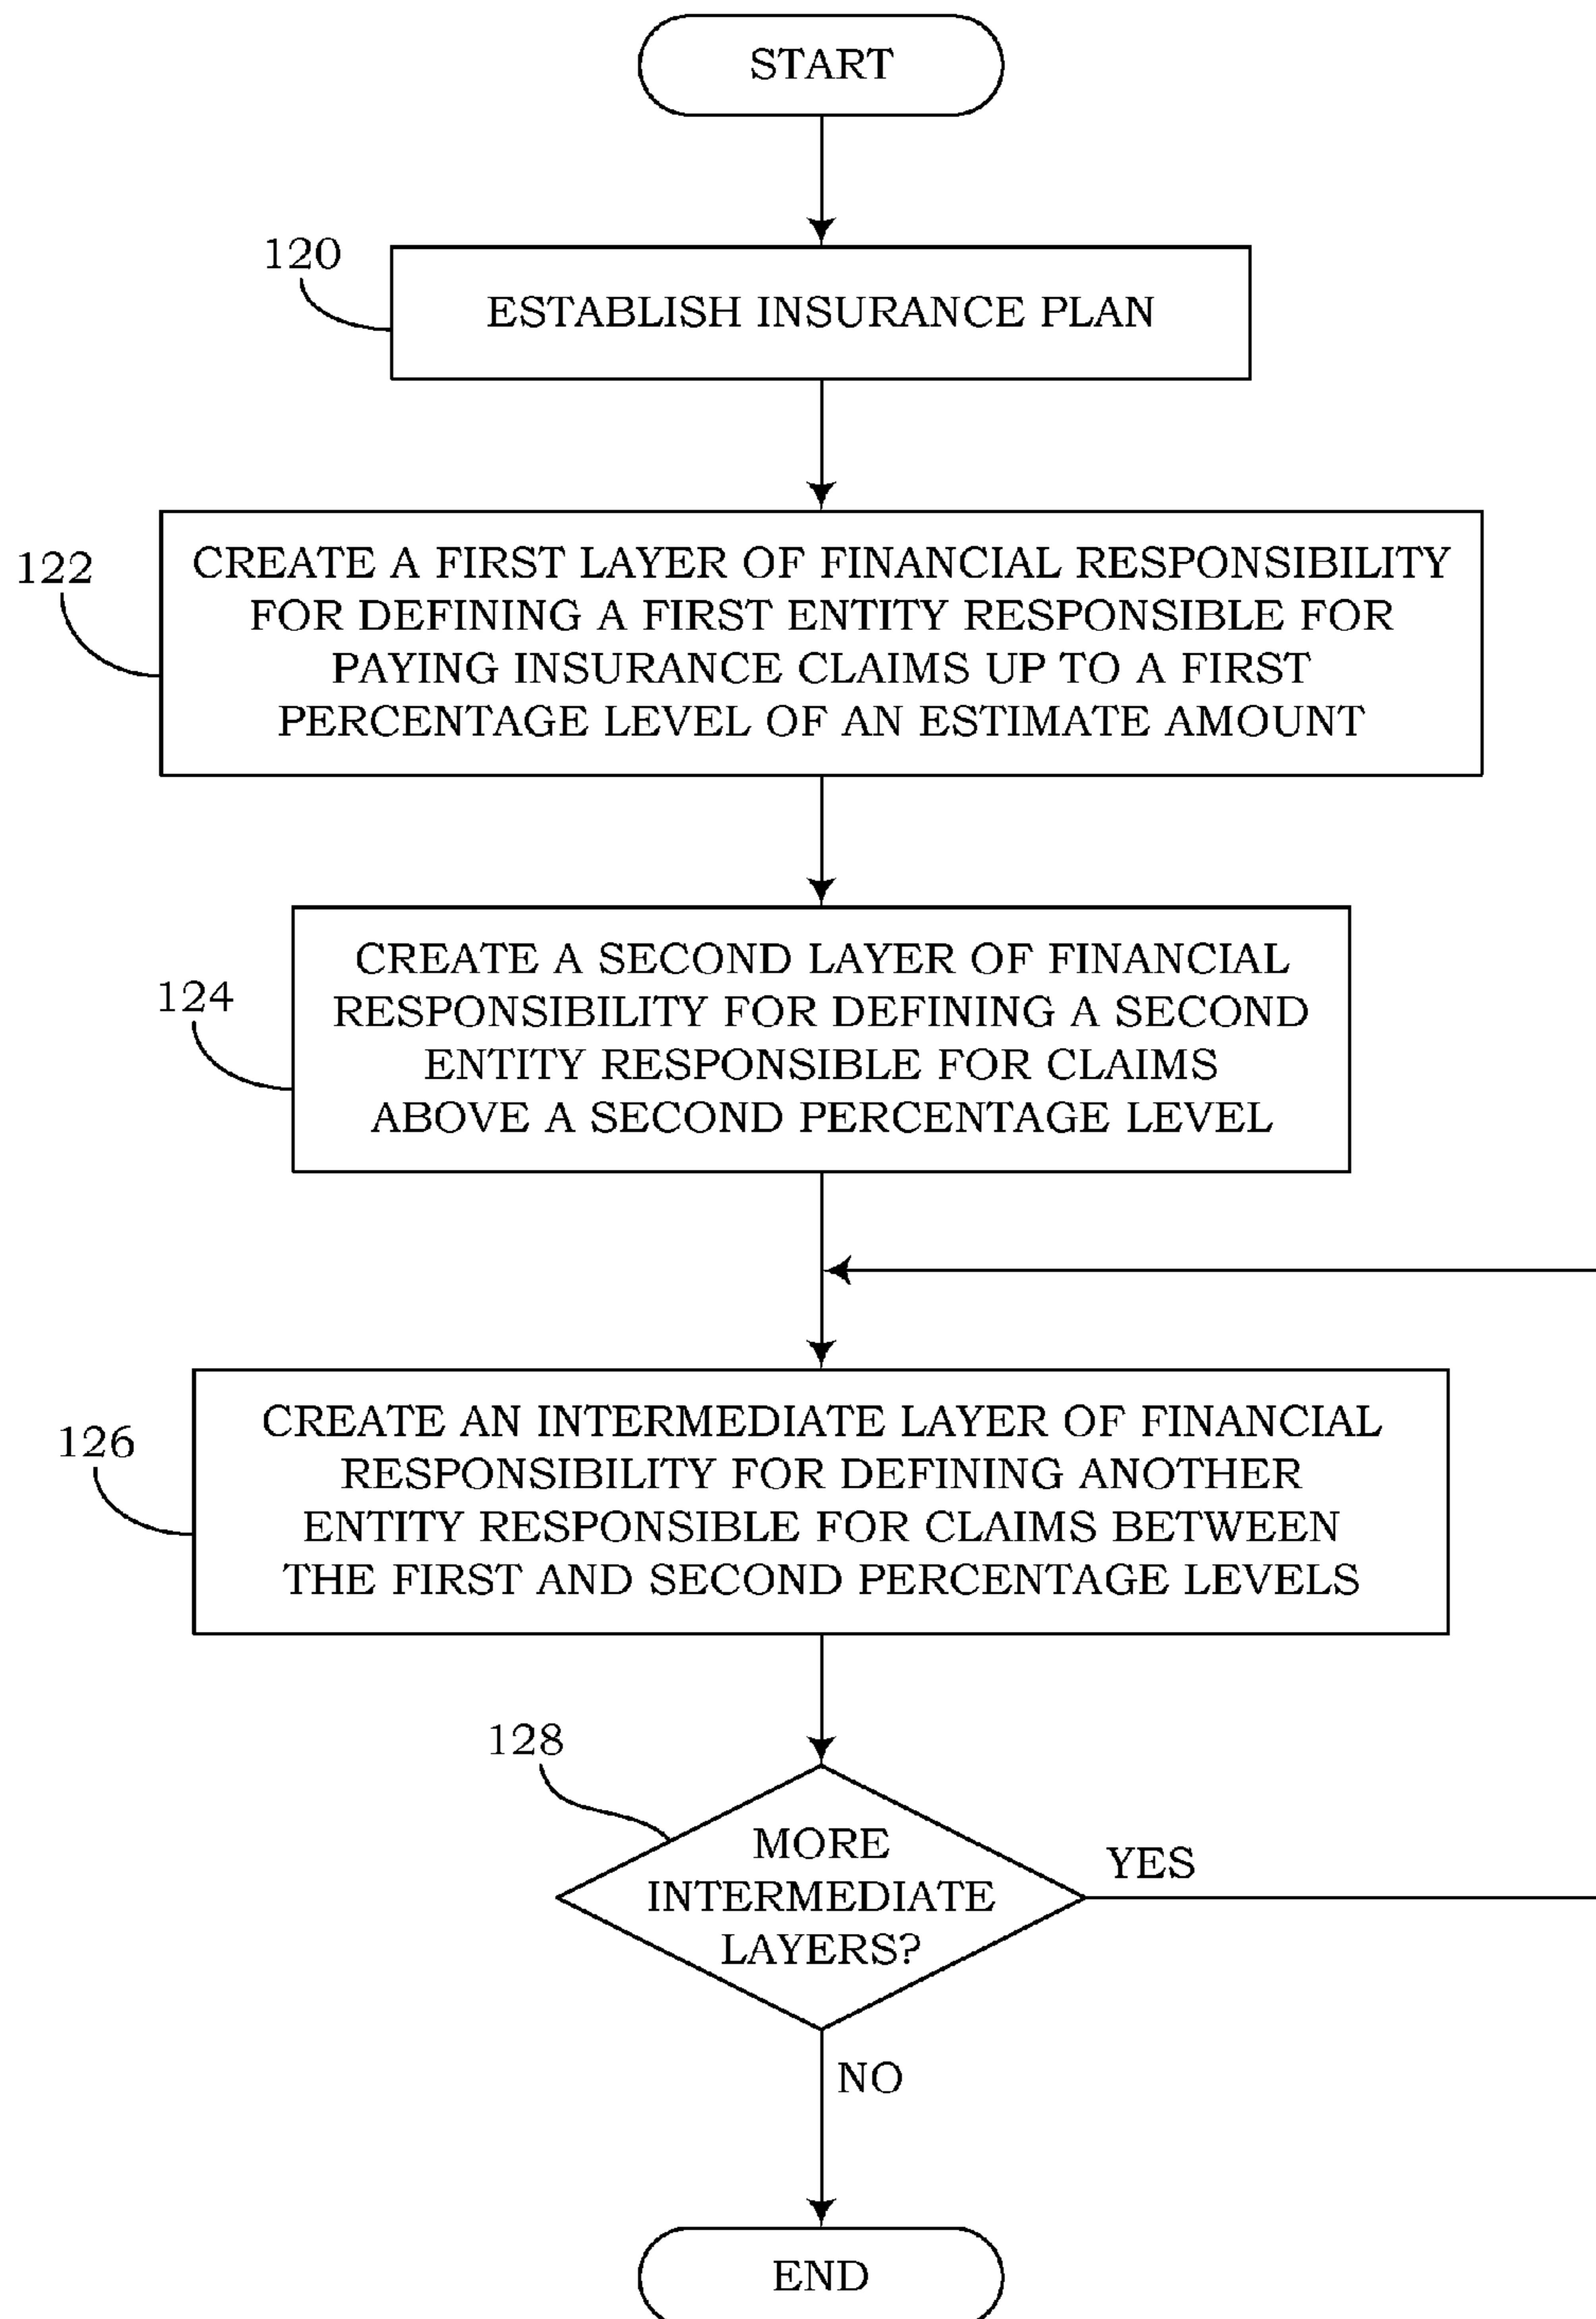 START
120
ESTABLISH INSURANCE PLAN
122
CREATE A FIRST LAYER OF FINANCIAL RESPONSIBILITY
FOR DEFINING A FIRST ENTITY RESPONSIBLE FOR
PAYING INSURANCE CLAIMS UP TO A FIRST
PERCENTAGE LEVEL OF AN ESTIMATE AMOUNT
124
CREATE A SECOND LAYER OF FINANCIAL
RESPONSIBILITY FOR DEFINING A SECOND
ENTITY RESPONSIBLE FOR CLAIMS
ABOVE A SECOND PERCENTAGE LEVEL
126
CREATE AN INTERMEDIATE LAYER OF FINANCIAL
RESPONSIBILITY FOR DEFINING ANOTHER
ENTITY RESPONSIBLE FOR CLAIMS BETWEEN
THE FIRST AND SECOND PERCENTAGE LEVELS
128
MORE
INTERMEDIATE
LAYERS?
YES
NO
END